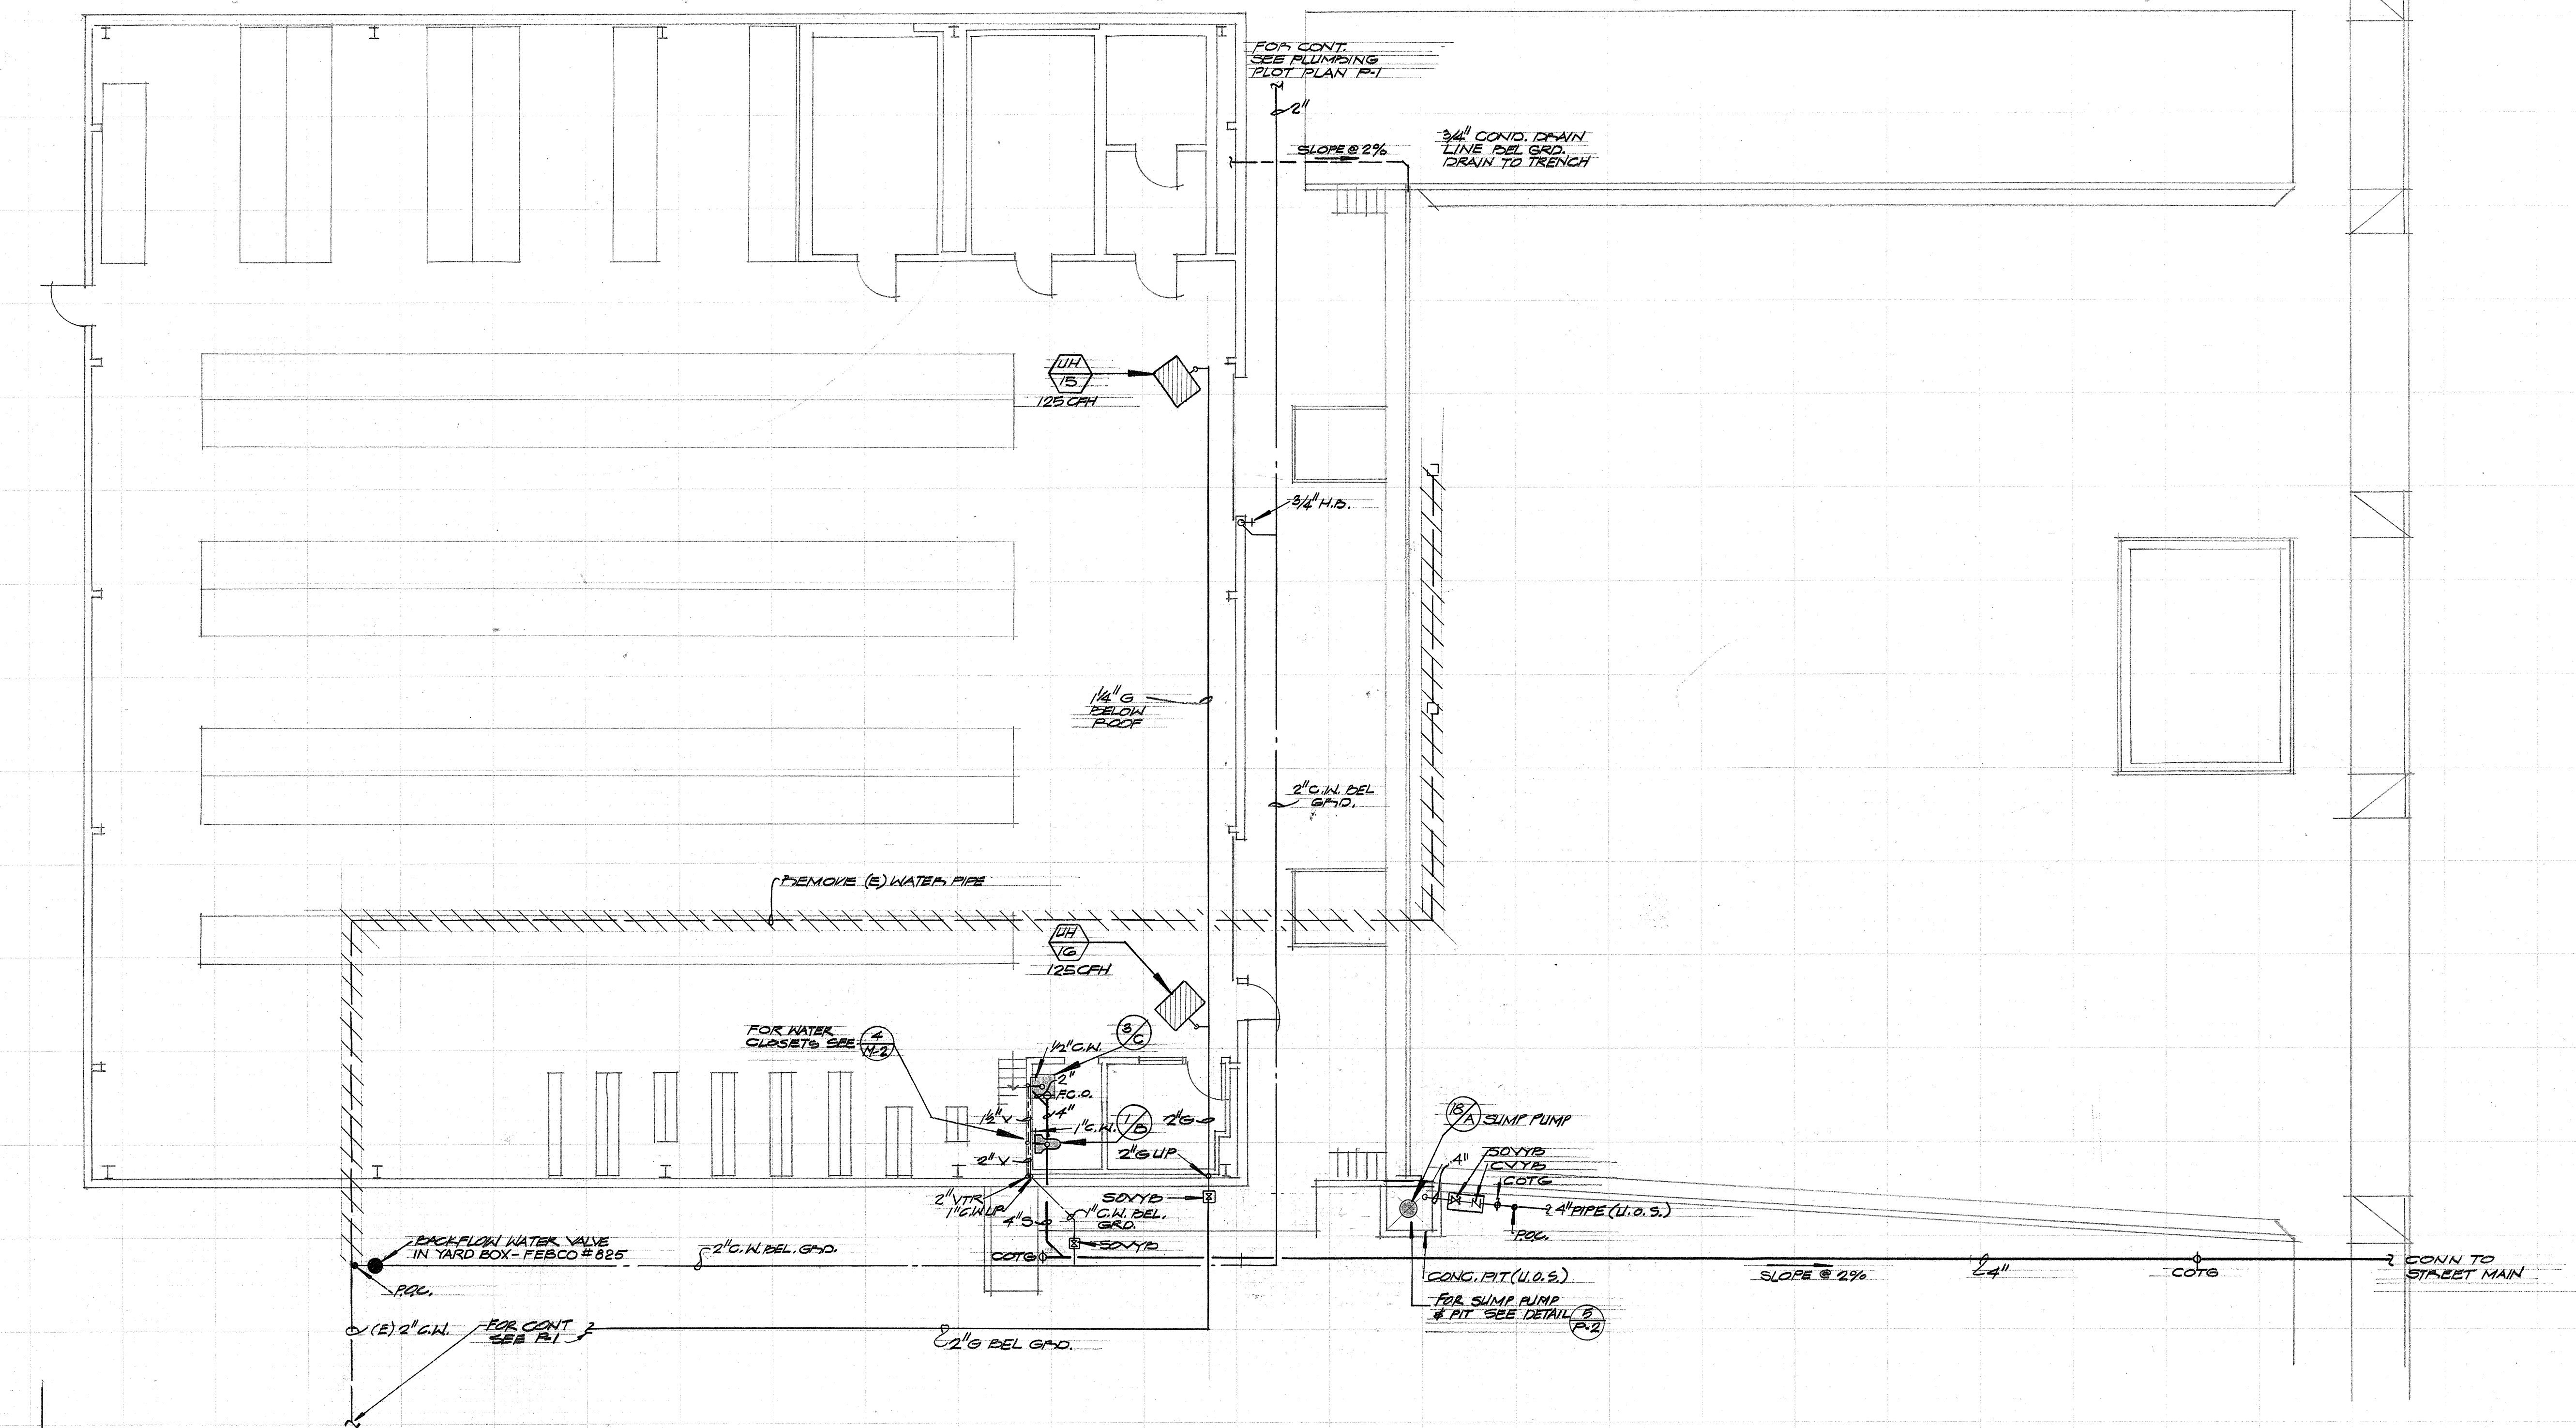 FOR CONT.
SEE PLUMBING
PLOT PLAN P-1
2"
SLOPE @ 2%
3/4" COND. DRAIN
LINE BEL GRD.
DRAIN TO TRENCH
UH
15
125 CFH
3/4" H.B.
1 1/4" G
BELOW
ROOF
2" C.W. BEL
GRD.
REMOVE (E) WATER PIPE
UH
16
125 CFH
FOR WATER
CLOSETS SEE
4
M-2
1/2" C.W.
3/C
2"
F.C.O.
4"
1 1/2" V
1" C.W.
1/B
2"G
2" V
2"G UP
2" VTR
1" C.W. UP
4"S
1" C.W. BEL.
GRD.
SOVYB
SOVYB
COTG
18/A SUMP PUMP
4"
SOVYB
CVYB
COTG
4" PIPE (U.O.S.)
P.O.C.
BACKFLOW WATER VALVE
IN YARD BOX - FEBCO #825
2" C.W. BEL. GRD.
P.O.C.
CONC. PIT (U.O.S.)
SLOPE @ 2%
4"
COTG
CONN TO
STREET MAIN
FOR SUMP PUMP
& PIT SEE DETAIL
5
P-2
(E) 2" C.W.
FOR CONT
SEE P-1
2"G BEL GRD.